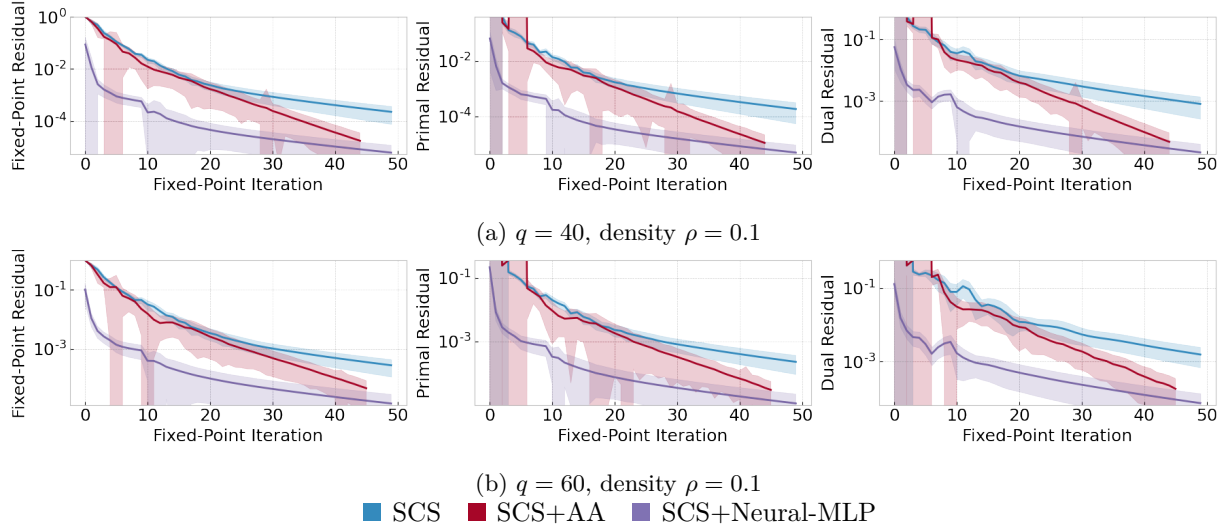 Fixed-Point Residual
10^0
10^-2
10^-4
0 10 20 30 40 50
Fixed-Point Iteration
Primal Residual
10^-2
10^-4
0 10 20 30 40 50
Fixed-Point Iteration
Dual Residual
10^-1
10^-3
0 10 20 30 40 50
Fixed-Point Iteration
(a) q = 40, density ρ = 0.1
Fixed-Point Residual
10^-1
10^-3
0 10 20 30 40 50
Fixed-Point Iteration
Primal Residual
10^-1
10^-3
0 10 20 30 40 50
Fixed-Point Iteration
Dual Residual
10^-1
10^-3
0 10 20 30 40 50
Fixed-Point Iteration
(b) q = 60, density ρ = 0.1
SCS SCS+AA SCS+Neural-MLP